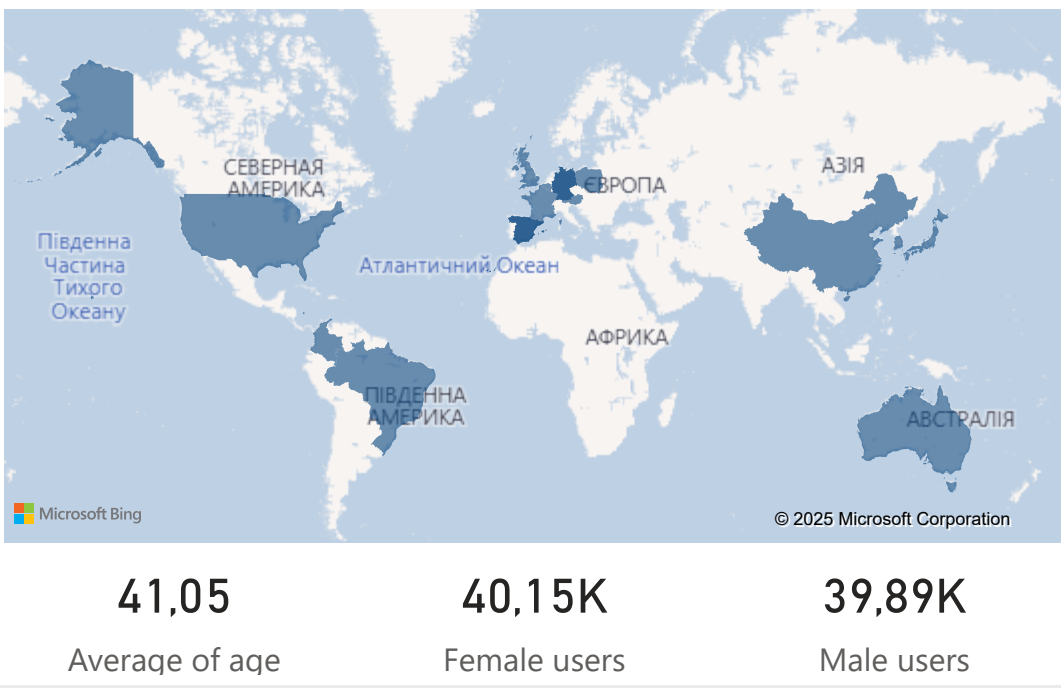 СЕВЕРНАЯ
АМЕРИКА
ЄВРОПА
АЗІЯ
Південна
Частина
Тихого
Океану
Атлантичний Океан
АФРИКА
ПІВДЕННА
АМЕРИКА
АВСТРАЛІЯ
Microsoft Bing
© 2025 Microsoft Corporation
41,05
40,15K
39,89K
Average of age
Female users
Male users